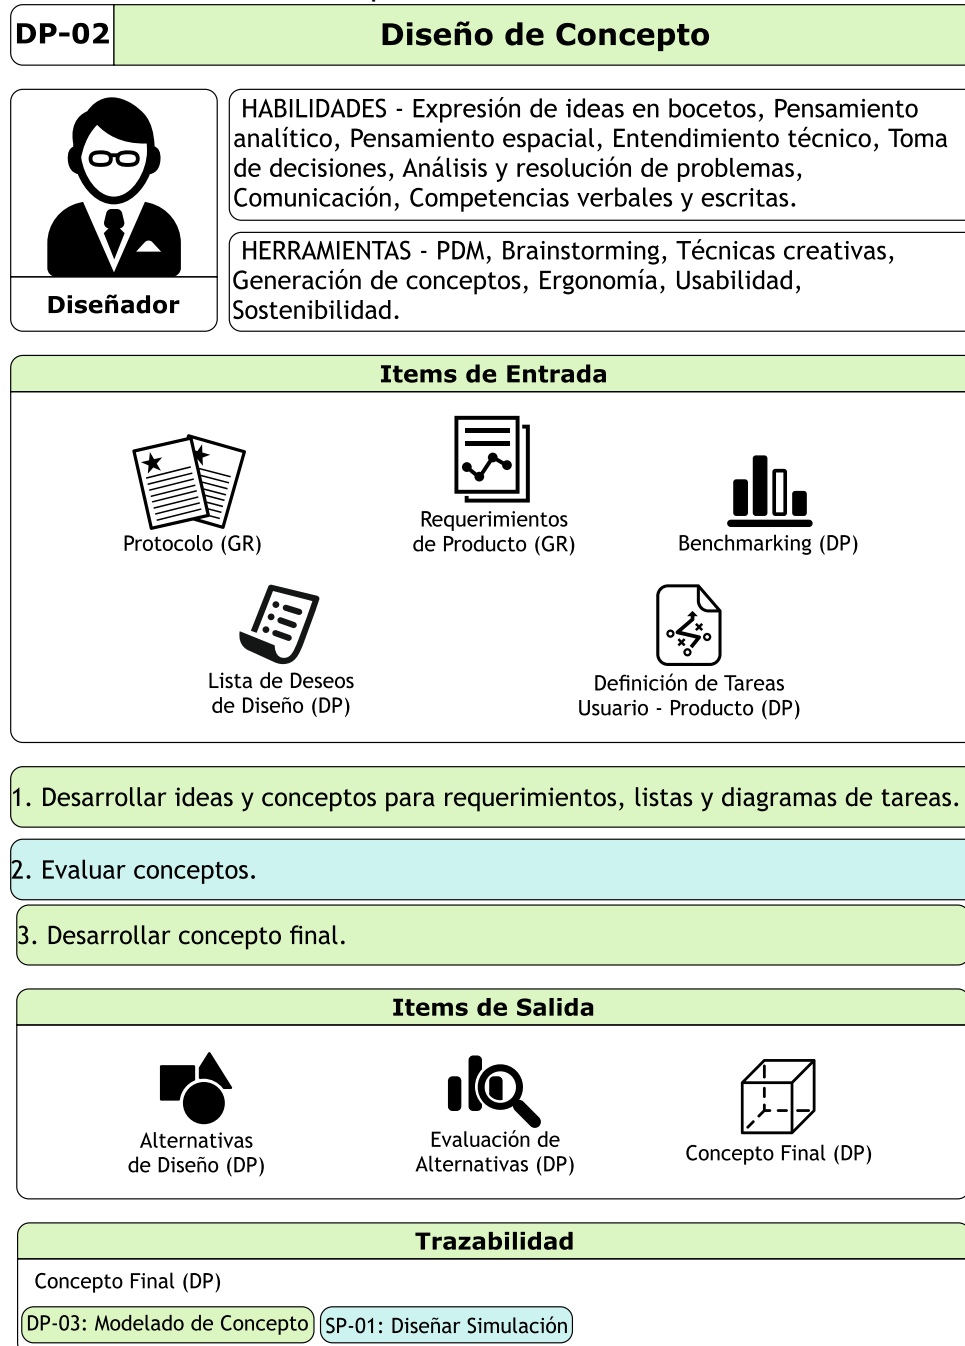 DP-02
Diseño de Concepto
HABILIDADES - Expresión de ideas en bocetos, Pensamiento
analítico, Pensamiento espacial, Entendimiento técnico, Toma
de decisiones, Análisis y resolución de problemas,
Comunicación, Competencias verbales y escritas.
HERRAMIENTAS - PDM, Brainstorming, Técnicas creativas,
Generación de conceptos, Ergonomía, Usabilidad,
Sostenibilidad.
Diseñador
Items de Entrada
Protocolo (GR)
Requerimientos
de Producto (GR)
Benchmarking (DP)
Lista de Deseos
de Diseño (DP)
Definición de Tareas
Usuario - Producto (DP)
1. Desarrollar ideas y conceptos para requerimientos, listas y diagramas de tareas.
2. Evaluar conceptos.
3. Desarrollar concepto final.
Items de Salida
Alternativas
de Diseño (DP)
Evaluación de
Alternativas (DP)
Concepto Final (DP)
Trazabilidad
Concepto Final (DP)
DP-03: Modelado de Concepto
SP-01: Diseñar Simulación